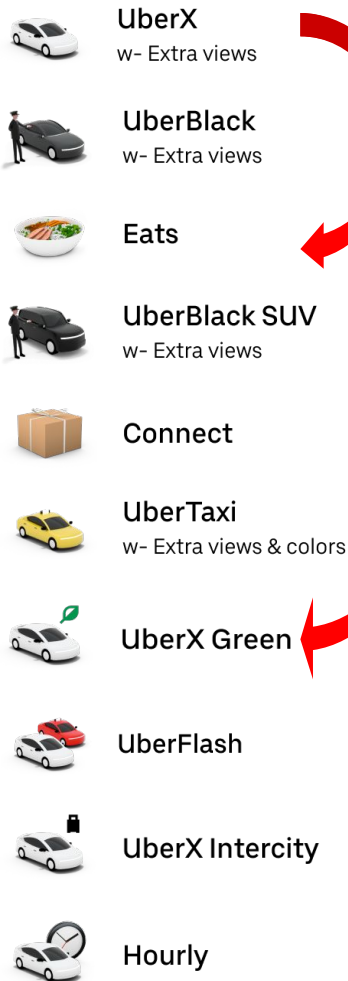 UberX
w- Extra views
UberBlack
w- Extra views
Eats
UberBlack SUV
w- Extra views
Connect
UberTaxi
w- Extra views & colors
UberX Green
UberFlash
UberX Intercity
Hourly